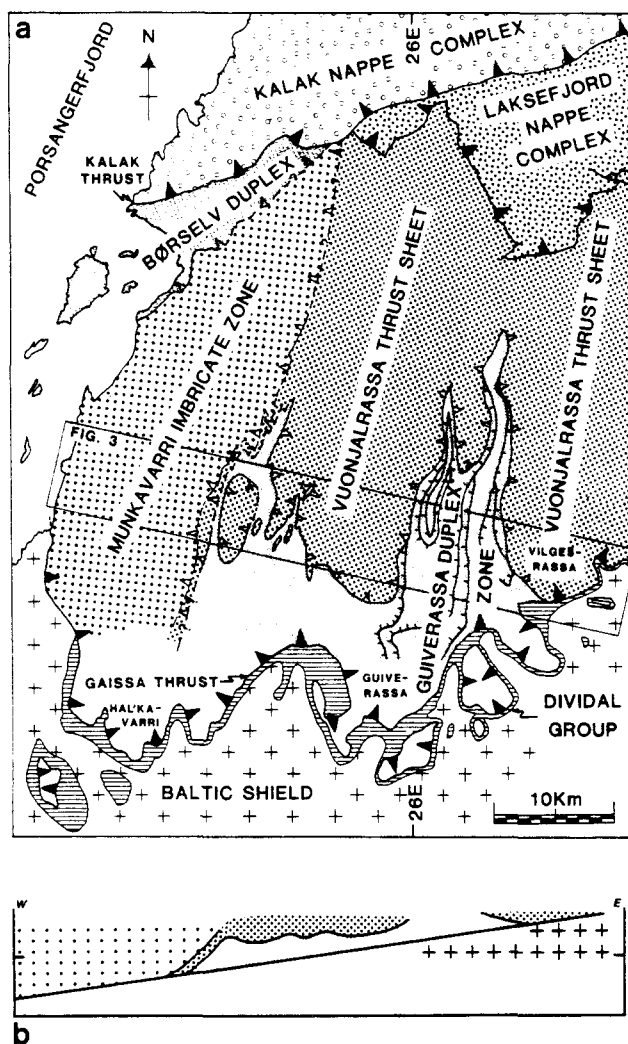 a
N
26E
PORSANGERFJORD
KALAK NAPPE COMPLEX
LAKSEFJORD
NAPPE
COMPLEX
KALAK
THRUST
BØRSELV DUPLEX
MUNKAVARRI IMBRICATE ZONE
VUONJALRASSA THRUST SHEET
VUONJALRASSA THRUST SHEET
FIG. 3
GUIVERASSA DUPLEX
ZONE
VILGES-
RASSA
GAISSA THRUST
HAL'KA-
VARRI
GUIVE-
RASSA
DIVIDAL
GROUP
BALTIC SHIELD
26E
10Km
W
E
b